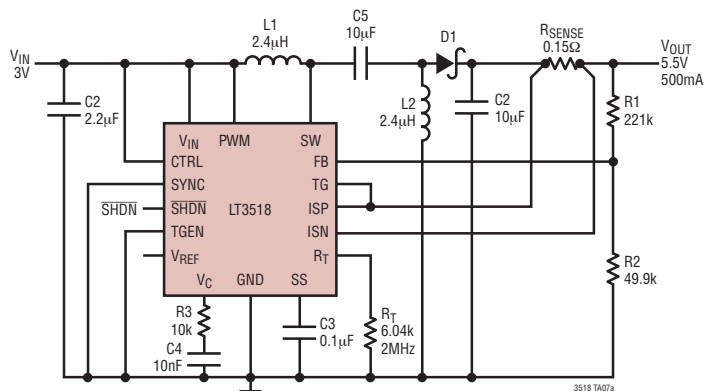 VIN
3V
L1
2.4µH
C5
10µF
D1
RSENSE
0.15Ω
VOUT
5.5V
500mA
C2
2.2µF
L2
2.4µH
C2
10µF
R1
221k
VIN
PWM
SW
CTRL
SYNC
SHDN
SHDN
TGEN
VREF
LT3518
FB
TG
ISP
ISN
RT
VC
GND
SS
R2
49.9k
R3
10k
C4
10nF
C3
0.1µF
RT
6.04k
2MHz
3518 TA07a